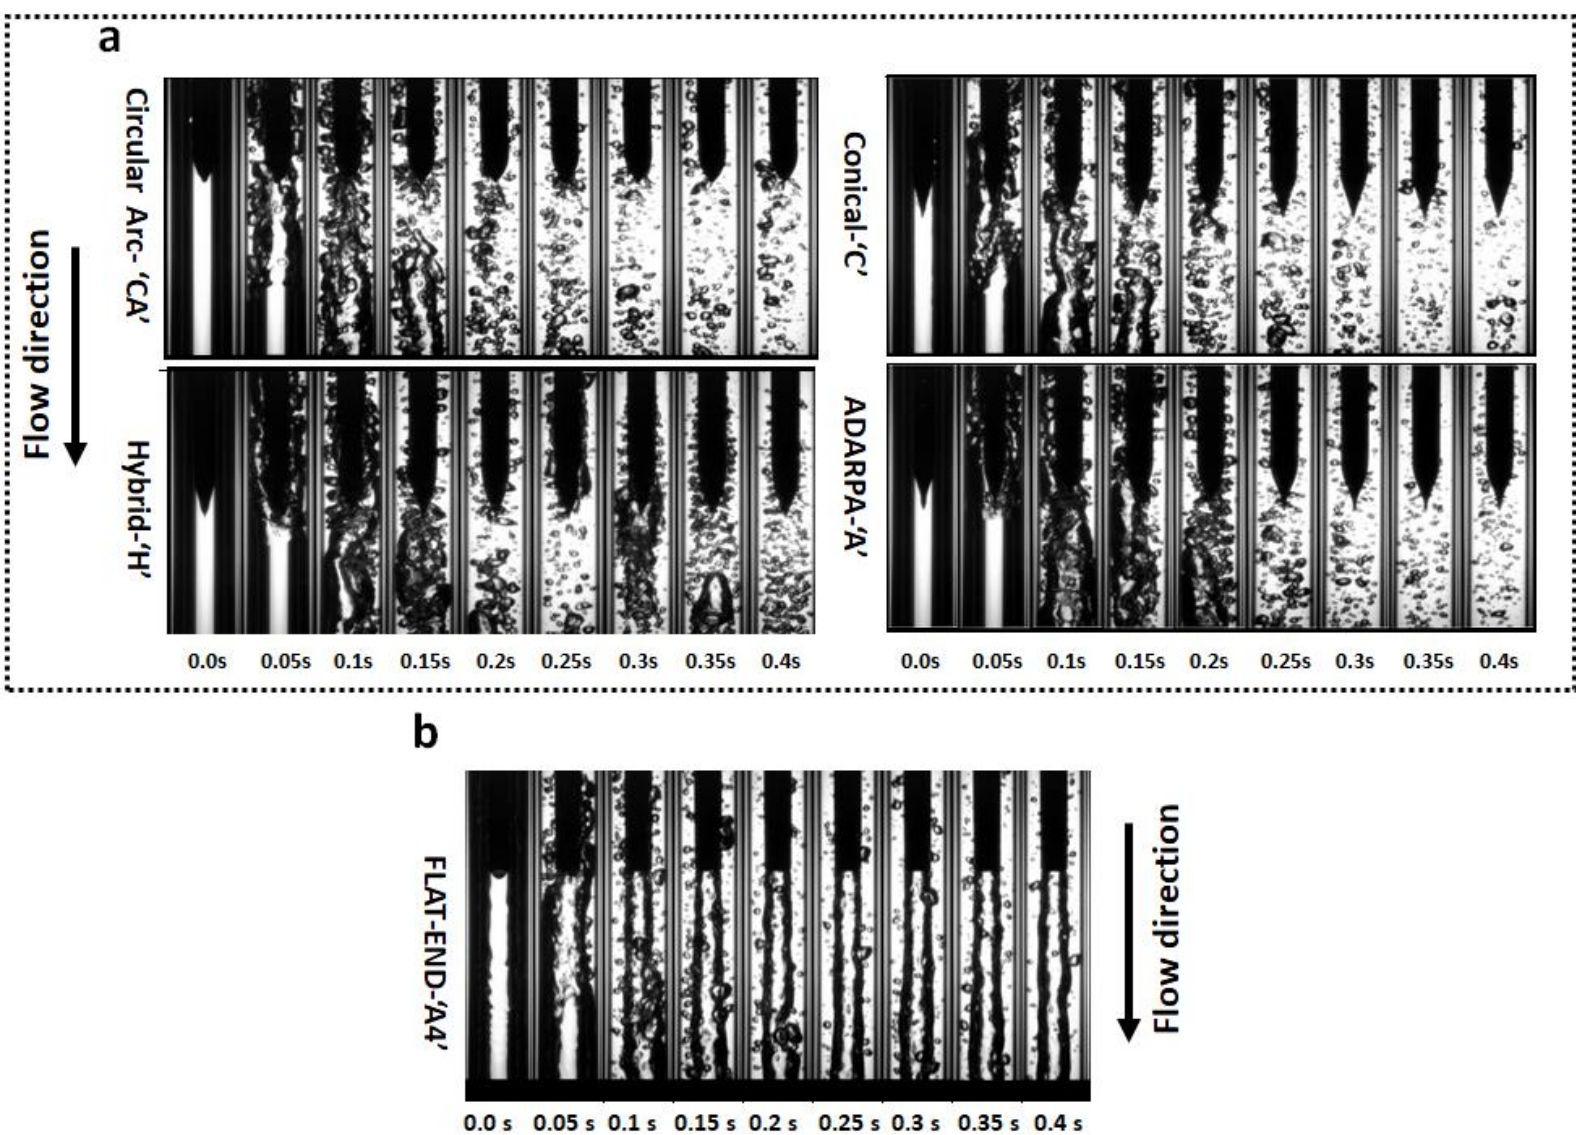 a
Flow direction
Circular Arc- ‘CA’
Conical-‘C’
Hybrid-‘H’
ADARPA-‘A’
0.0s 0.05s 0.1s 0.15s 0.2s 0.25s 0.3s 0.35s 0.4s
0.0s 0.05s 0.1s 0.15s 0.2s 0.25s 0.3s 0.35s 0.4s
b
FLAT-END-‘A4’
Flow direction
0.0 s 0.05 s 0.1 s 0.15 s 0.2 s 0.25 s 0.3 s 0.35 s 0.4 s